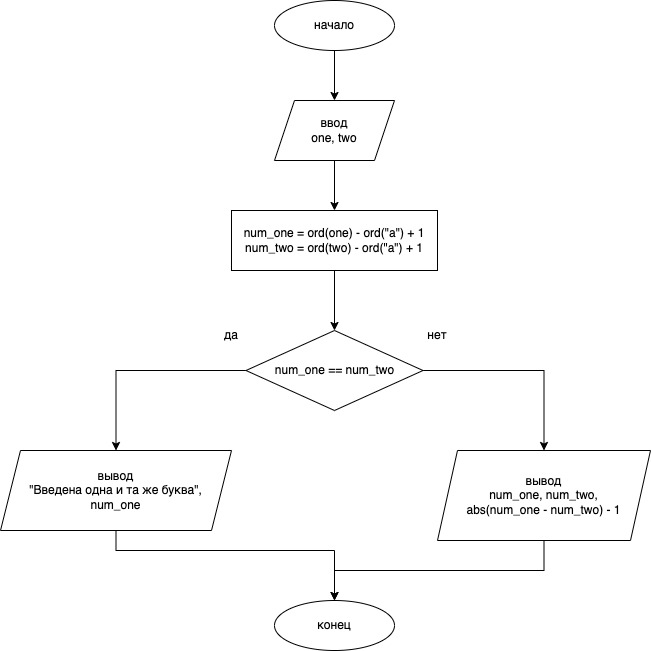 начало
ввод
one, two
num_one = ord(one) - ord("a") + 1
num_two = ord(two) - ord("a") + 1
да
нет
num_one == num_two
вывод
"Введена одна и та же буква",
num_one
вывод
num_one, num_two,
abs(num_one - num_two) - 1
конец